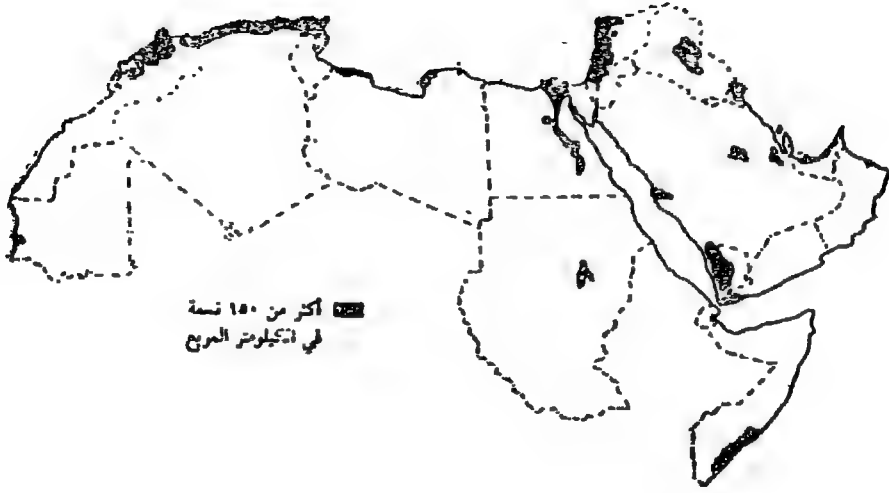 أكثر من ١٥٠ نسمة
في الكيلومتر المربع